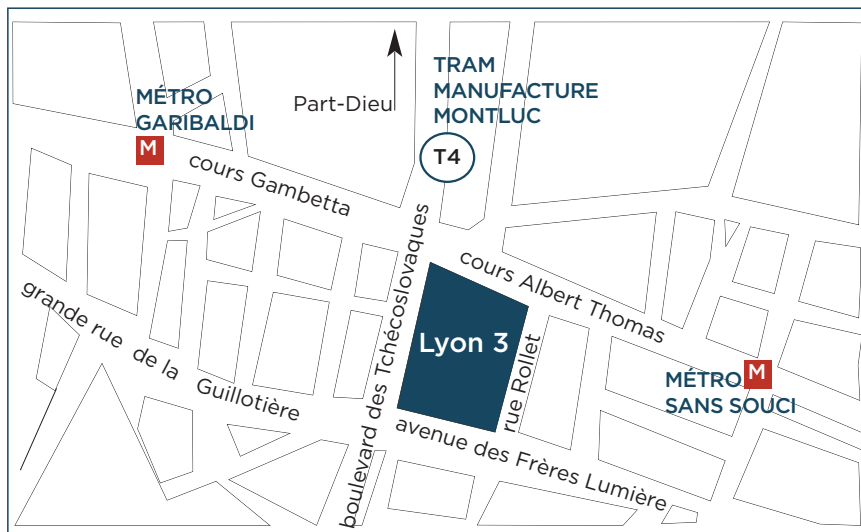 MÉTRO
GARIBALDI
M
Part-Dieu
TRAM
MANUFACTURE
MONTLUC
T4
cours Gambetta
boulevard des Tchécoslovaques
cours Albert Thomas
grande rue de la Guillotière
Lyon 3
rue Rollet
M
MÉTRO
SANS SOUCI
avenue des Frères Lumière